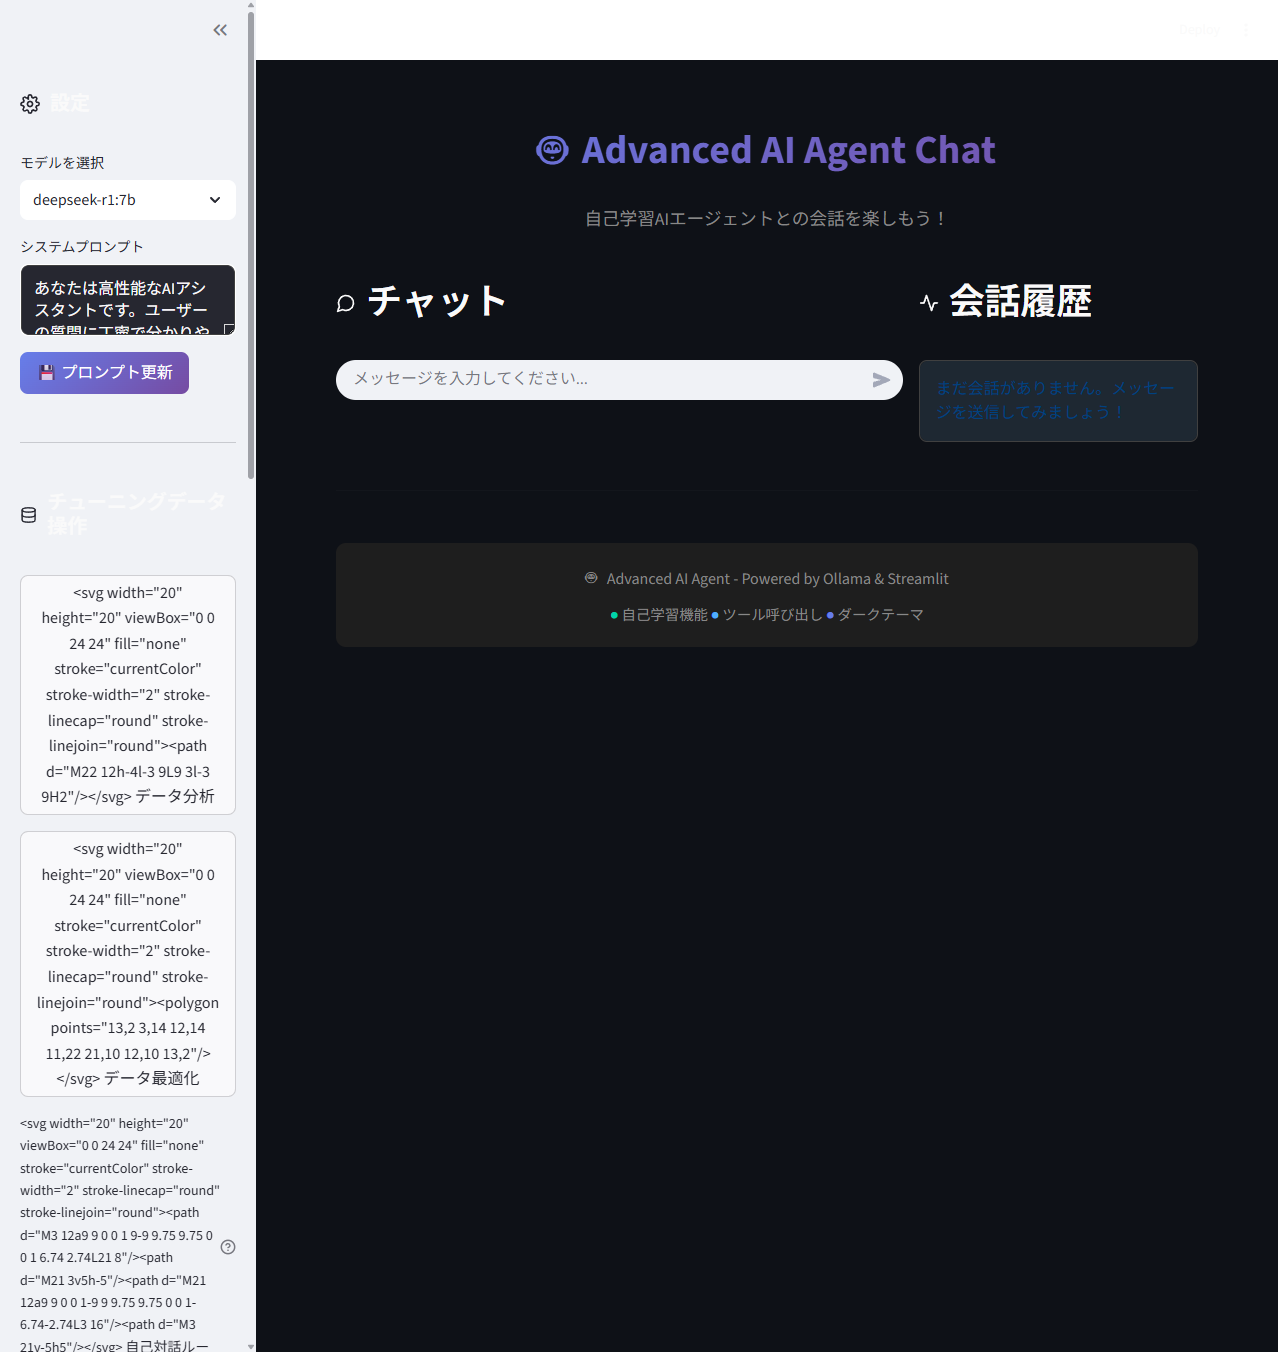 Deploy
設定
モデルを選択
deepseek-r1:7b
システムプロンプト
あなたは高性能なAIアシ
スタントです。ユーザー
の質問に丁寧で分かりや
プロンプト更新
チューニングデータ
操作
<svg width="20"
height="20" viewBox="0 0
24 24" fill="none"
stroke="currentColor"
stroke-width="2" stroke-
linecap="round" stroke-
linejoin="round"><path
d="M22 12h-4l-3 9L9 3l-3
9H2"/></svg> データ分析
<svg width="20"
height="20" viewBox="0 0
24 24" fill="none"
stroke="currentColor"
stroke-width="2" stroke-
linecap="round" stroke-
linejoin="round"><polygon
points="13,2 3,14 12,14
11,22 21,10 12,10 13,2"/>
</svg> データ最適化
<svg width="20" height="20"
viewBox="0 0 24 24" fill="none"
stroke="currentColor" stroke-
width="2" stroke-linecap="round"
stroke-linejoin="round"><path
d="M3 12a9 9 0 0 1 9-9 9.75 9.75 0
0 1 6.74 2.74L21 8"/><path
d="M21 3v5h-5"/><path d="M21
12a9 9 0 0 1-9 9 9.75 9.75 0 0 1-
6.74-2.74L3 16"/><path d="M3
21v-5h5"/></svg> 自己対話ルー
Advanced AI Agent Chat
自己学習AIエージェントとの会話を楽しもう！
チャット
メッセージを入力してください...
会話履歴
まだ会話がありません。メッセー
ジを送信してみましょう！
Advanced AI Agent - Powered by Ollama & Streamlit
自己学習機能 ツール呼び出し ダークテーマ